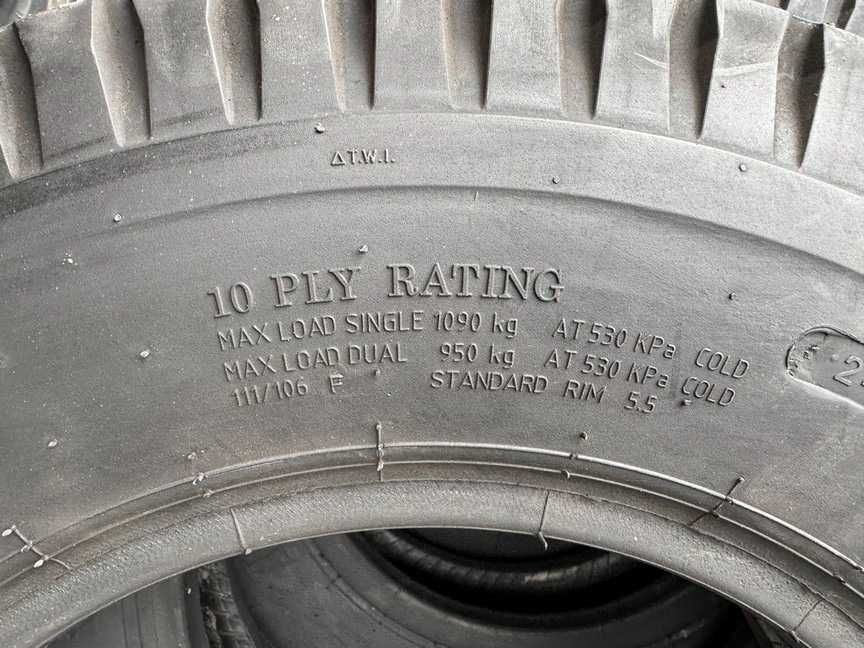 △T.W.I.
10 PLY RATING
MAX LOAD SINGLE 1090 kg AT 530 KPa COLD
MAX LOAD DUAL 950 kg AT 530 KPa COLD
111/106 F STANDARD RIM 5.5